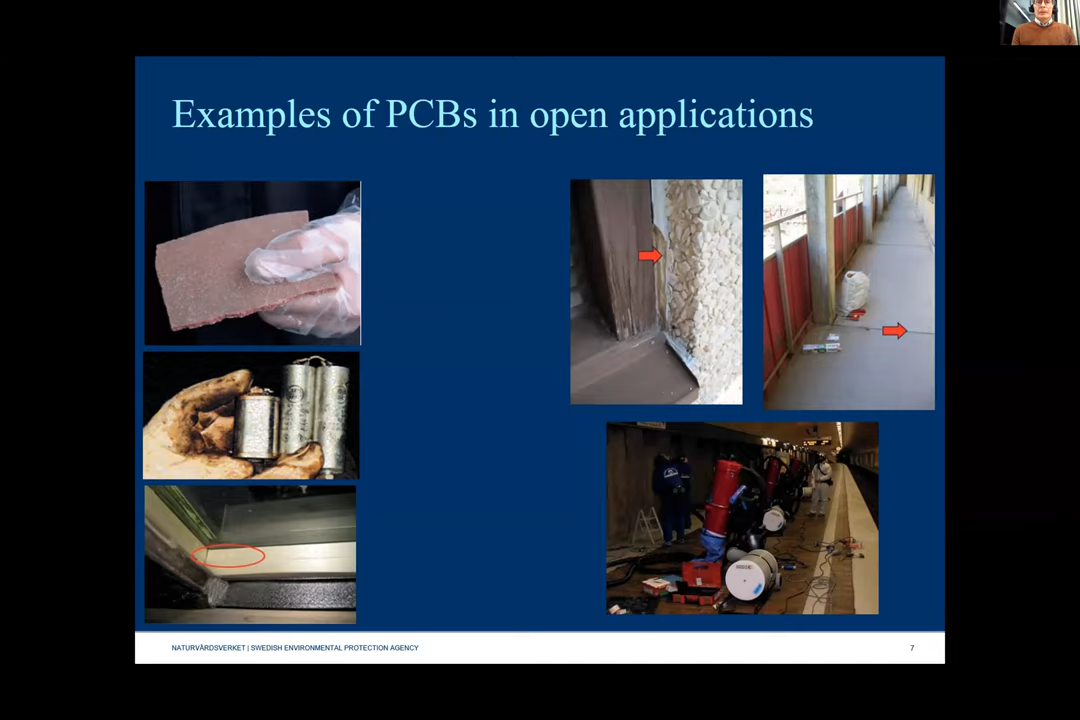 Examples of PCBs in open applications
NATURVÅRDSVERKET | SWEDISH ENVIRONMENTAL PROTECTION AGENCY
7